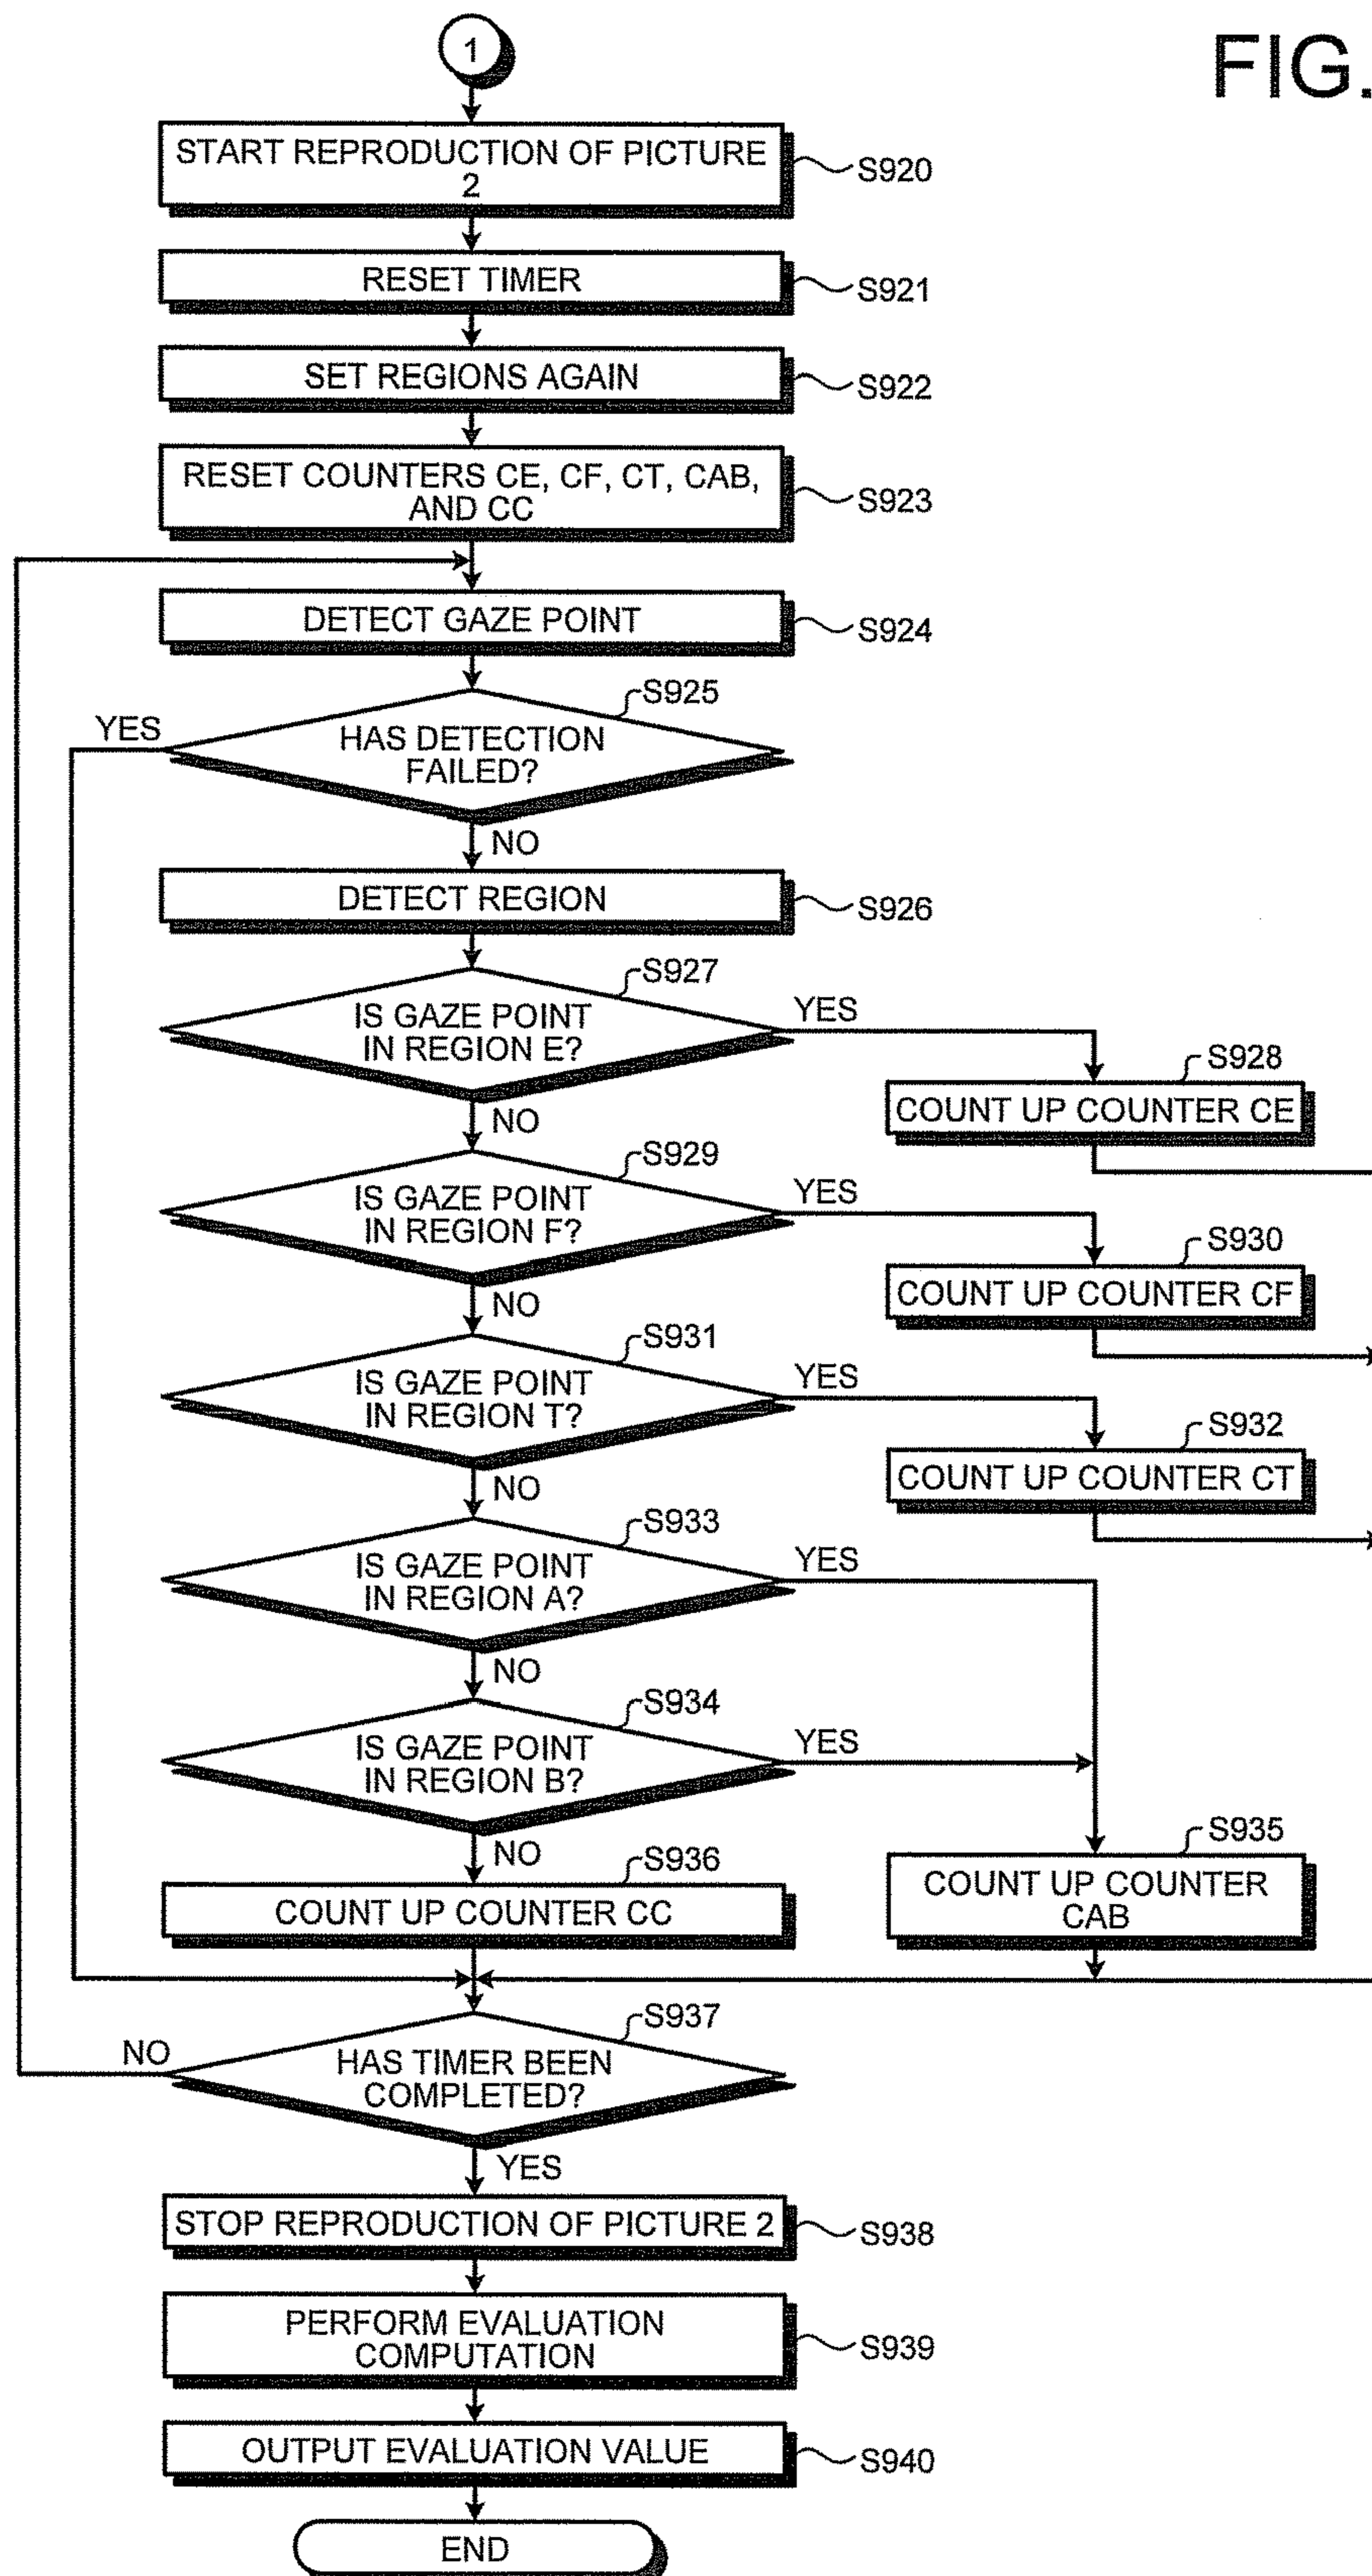 FIG.
1
START REPRODUCTION OF PICTURE
2
S920
RESET TIMER
S921
SET REGIONS AGAIN
S922
RESET COUNTERS CE, CF, CT, CAB,
AND CC
S923
DETECT GAZE POINT
S924
S925
YES
HAS DETECTION
FAILED?
NO
DETECT REGION
S926
S927
IS GAZE POINT
IN REGION E?
YES
S928
COUNT UP COUNTER CE
NO
S929
IS GAZE POINT
IN REGION F?
YES
S930
COUNT UP COUNTER CF
NO
S931
IS GAZE POINT
IN REGION T?
YES
S932
COUNT UP COUNTER CT
NO
S933
IS GAZE POINT
IN REGION A?
YES
NO
S934
IS GAZE POINT
IN REGION B?
YES
NO
S935
COUNT UP COUNTER
CAB
S936
COUNT UP COUNTER CC
S937
NO
HAS TIMER BEEN
COMPLETED?
YES
STOP REPRODUCTION OF PICTURE 2
S938
PERFORM EVALUATION
COMPUTATION
S939
OUTPUT EVALUATION VALUE
S940
END